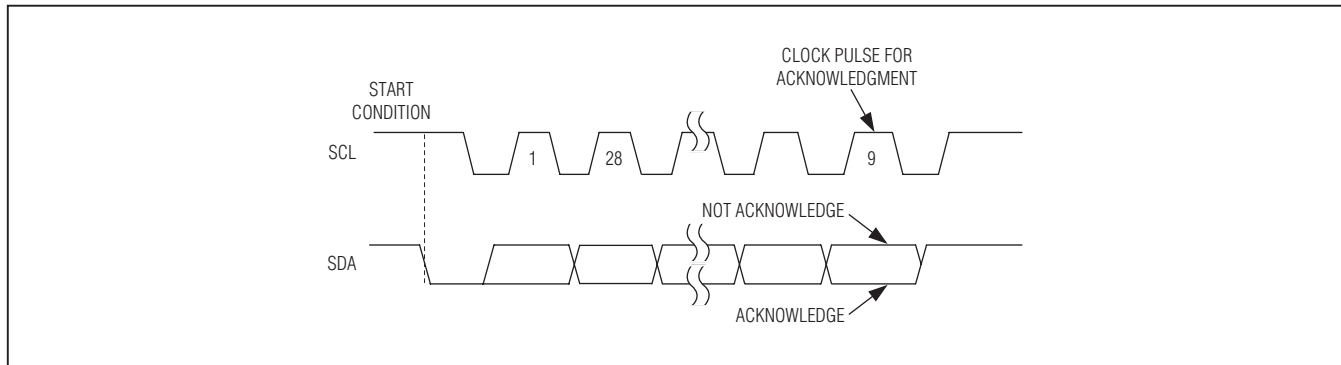 CLOCK PULSE FOR
ACKNOWLEDGMENT
START
CONDITION
SCL
1
28
9
NOT ACKNOWLEDGE
SDA
ACKNOWLEDGE